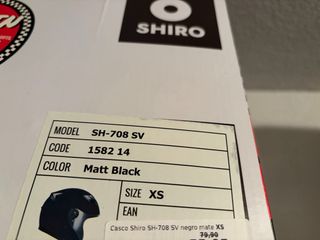 SHIRO
MODEL SH-708 SV
CODE 1582 14
COLOR Matt Black
SIZE XS
EAN
Casco Shiro SH-708 SV negro mate XS
79,90